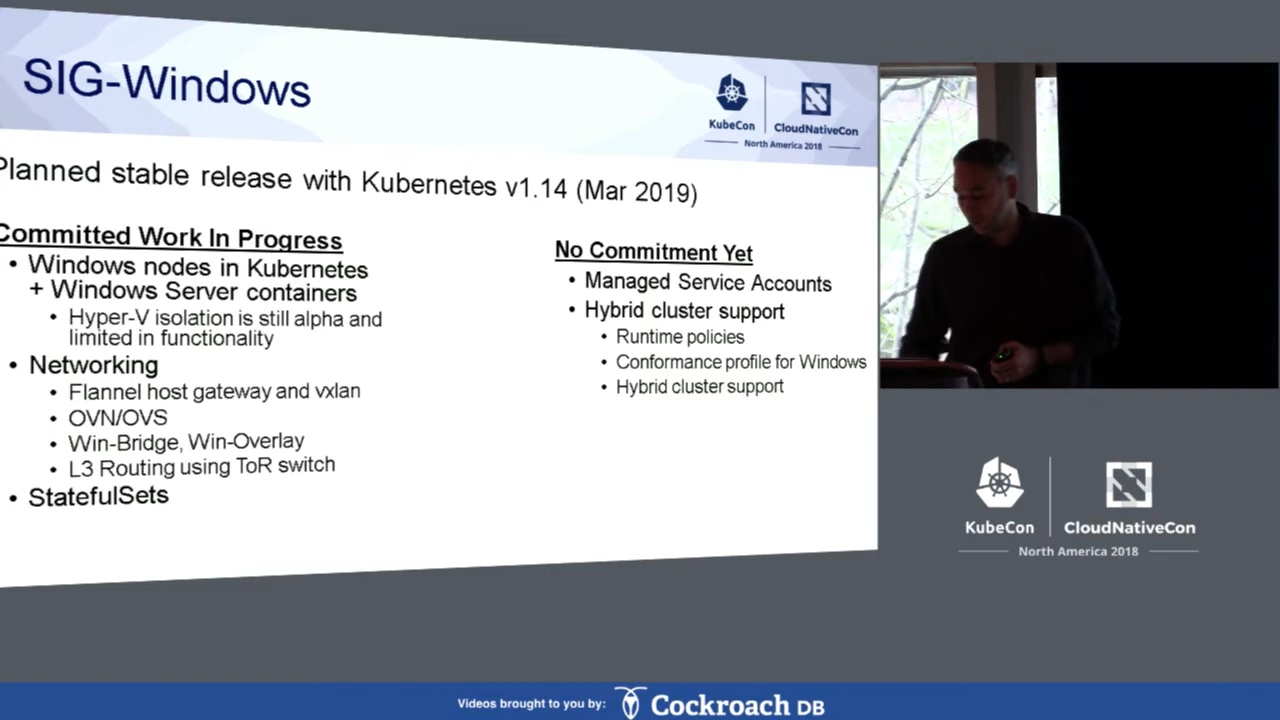 SIG-Windows
KubeCon
CloudNativeCon
North America 2018
Planned stable release with Kubernetes v1.14 (Mar 2019)
Committed Work In Progress
• Windows nodes in Kubernetes
+ Windows Server containers
• Hyper-V isolation is still alpha and
limited in functionality
• Networking
• Flannel host gateway and vxlan
• OVN/OVS
• Win-Bridge, Win-Overlay
• L3 Routing using ToR switch
• StatefulSets
No Commitment Yet
• Managed Service Accounts
• Hybrid cluster support
• Runtime policies
• Conformance profile for Windows
• Hybrid cluster support
KubeCon
CloudNativeCon
North America 2018
Videos brought to you by: Cockroach DB